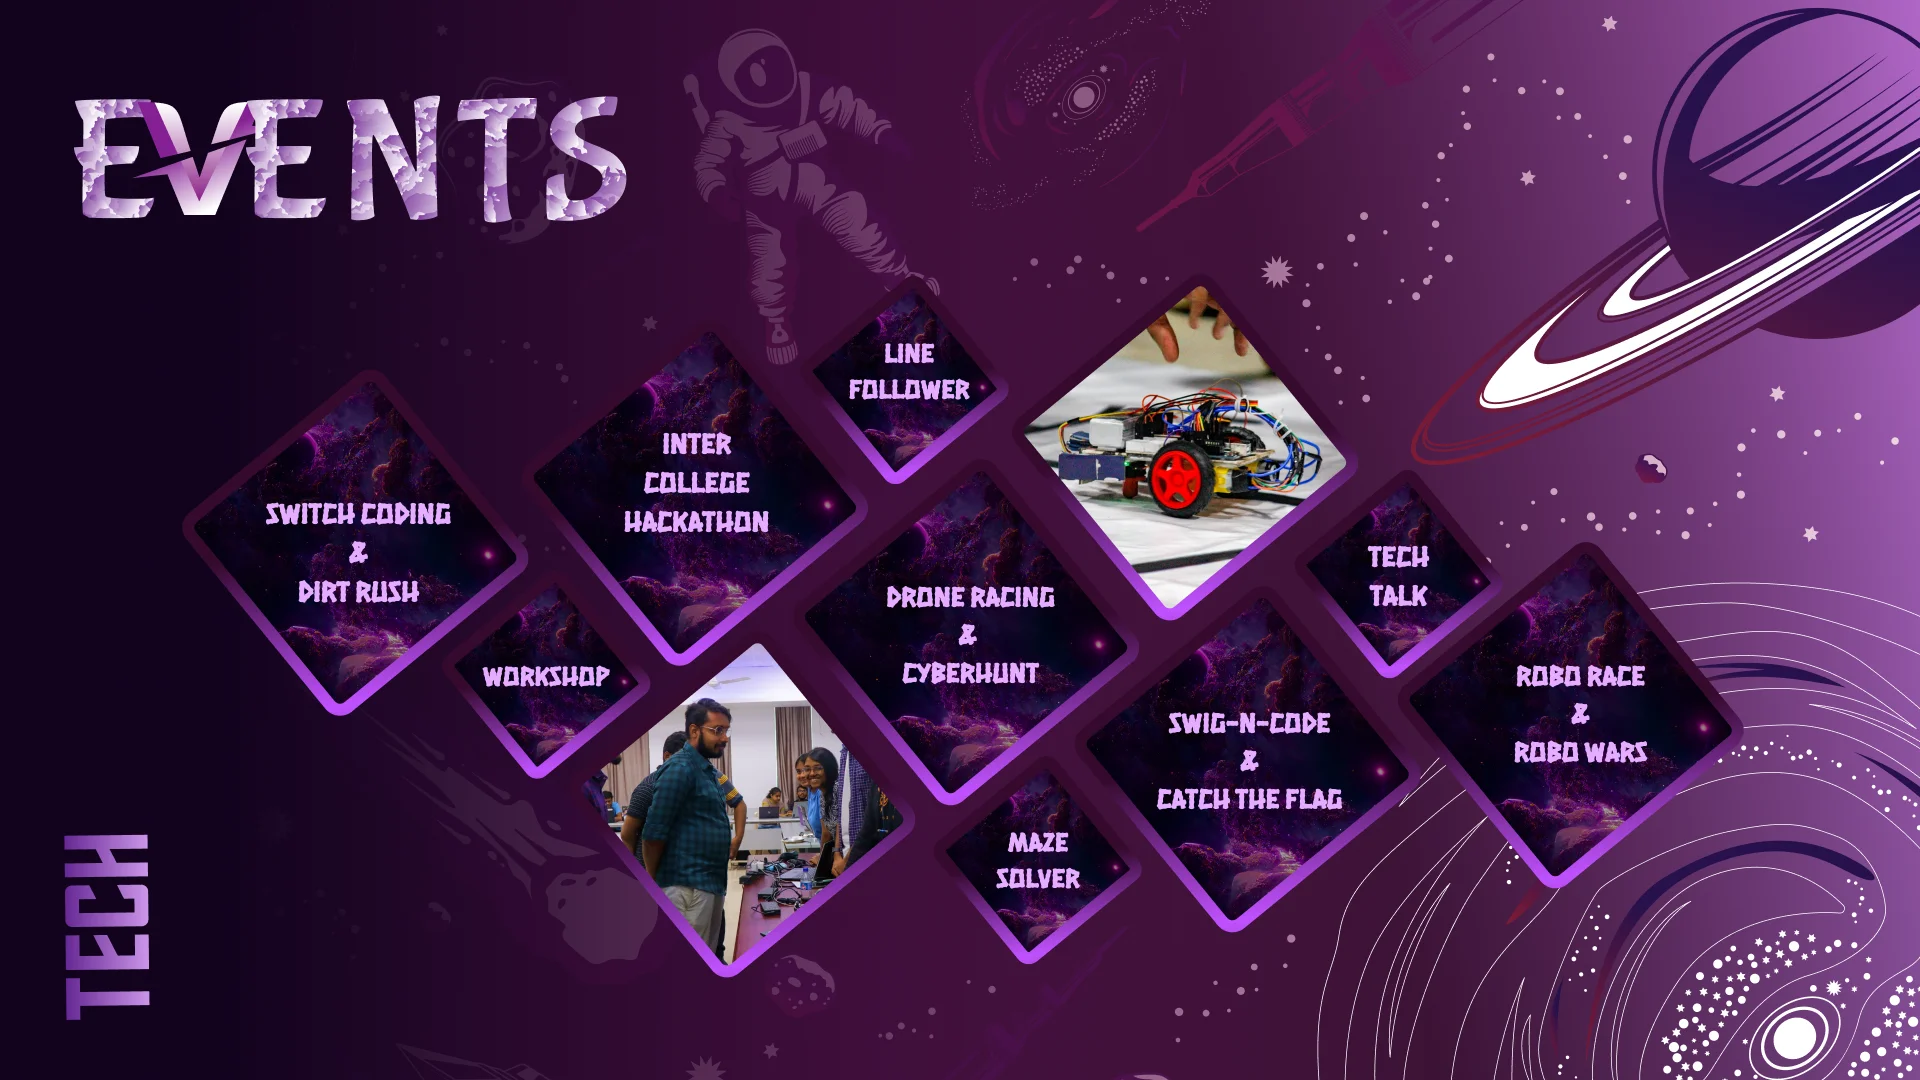 EVENTS
LINE
FOLLOWER
INTER
COLLEGE
HACKATHON
SWITCH CODING
&
DIRT RUSH
TECH
TALK
DRONE RACING
&
CYBERHUNT
WORKSHOP
ROBO RACE
&
ROBO WARS
SWIG-N-CODE
&
CATCH THE FLAG
MAZE
SOLVER
TECH